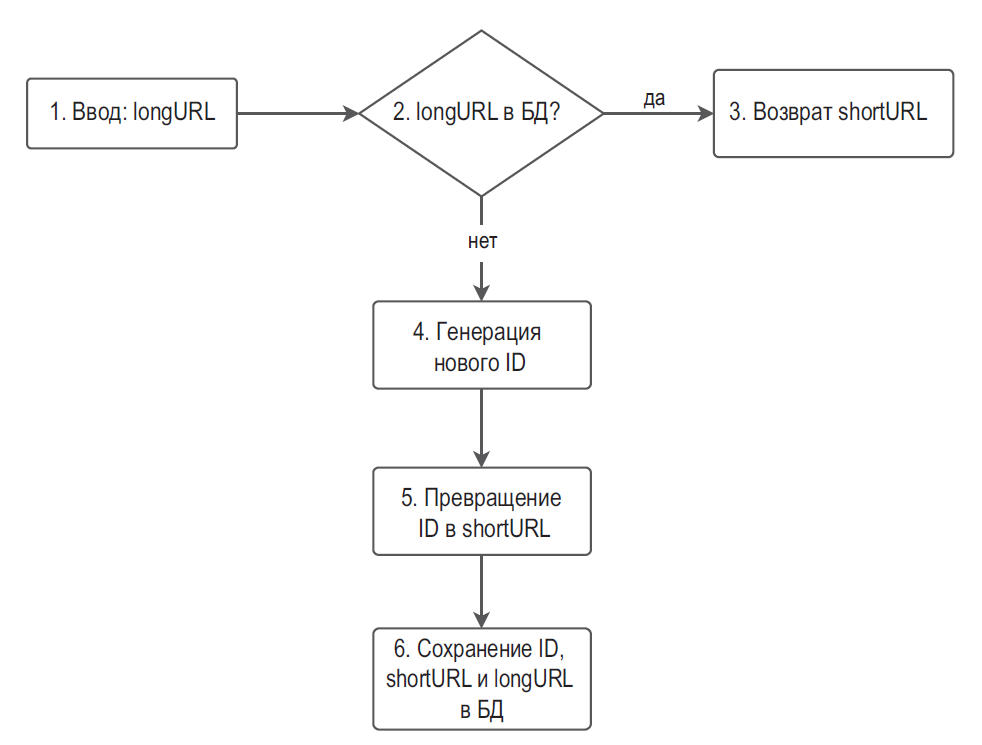 1. Ввод: longURL
2. longURL в БД?
да
3. Возврат shortURL
нет
4. Генерация
нового ID
5. Превращение
ID в shortURL
6. Сохранение ID,
shortURL и longURL
в БД